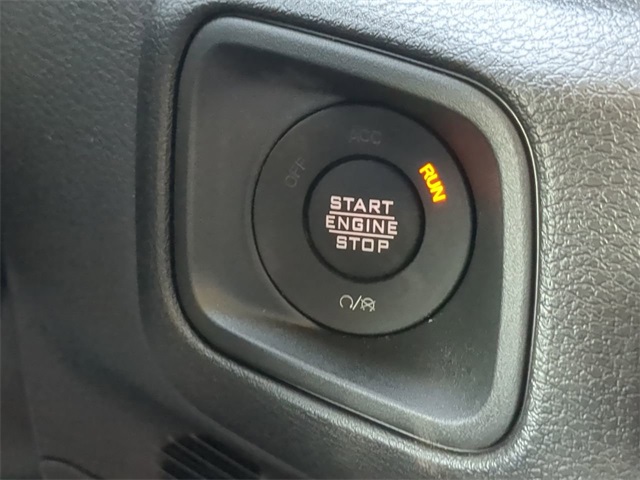 ACC
OFF
RUN
START
ENGINE
STOP